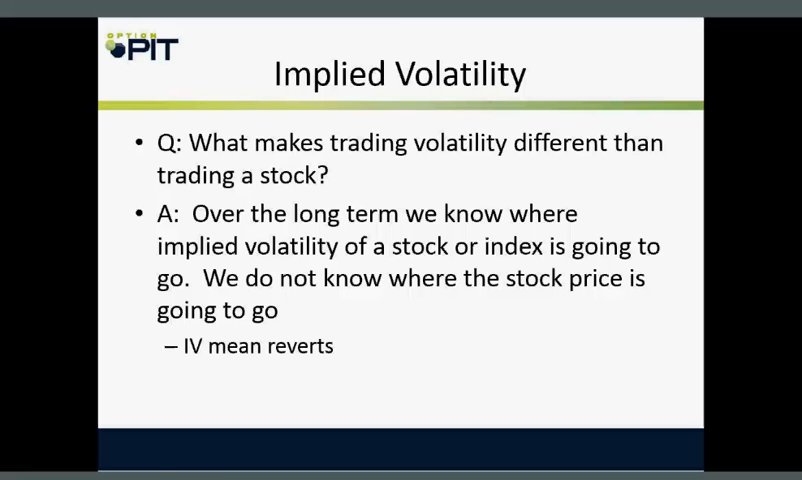 OPTION
PIT
Implied Volatility
• Q: What makes trading volatility different than
trading a stock?
• A: Over the long term we know where
implied volatility of a stock or index is going to
go. We do not know where the stock price is
going to go
– IV mean reverts